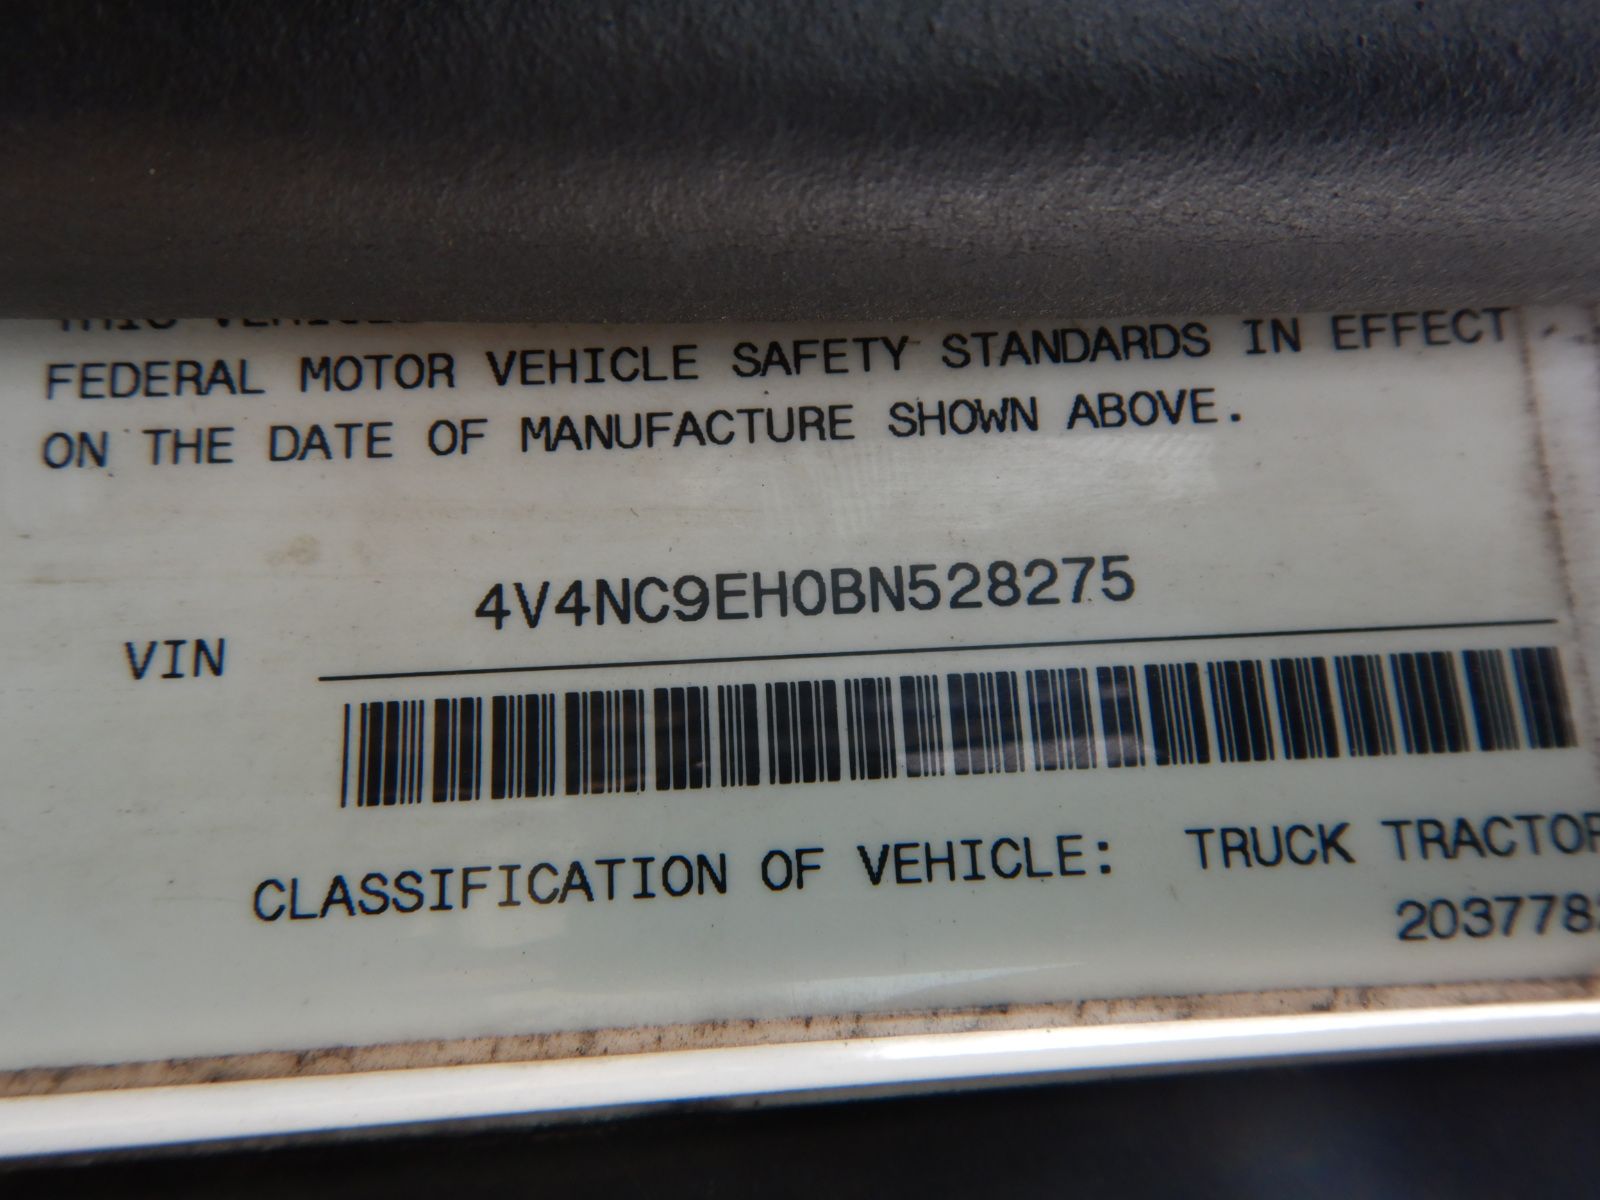 FEDERAL MOTOR VEHICLE SAFETY STANDARDS IN EFFECT
ON THE DATE OF MANUFACTURE SHOWN ABOVE.
4V4NC9EH0BN528275
VIN
CLASSIFICATION OF VEHICLE: TRUCK TRACTOR